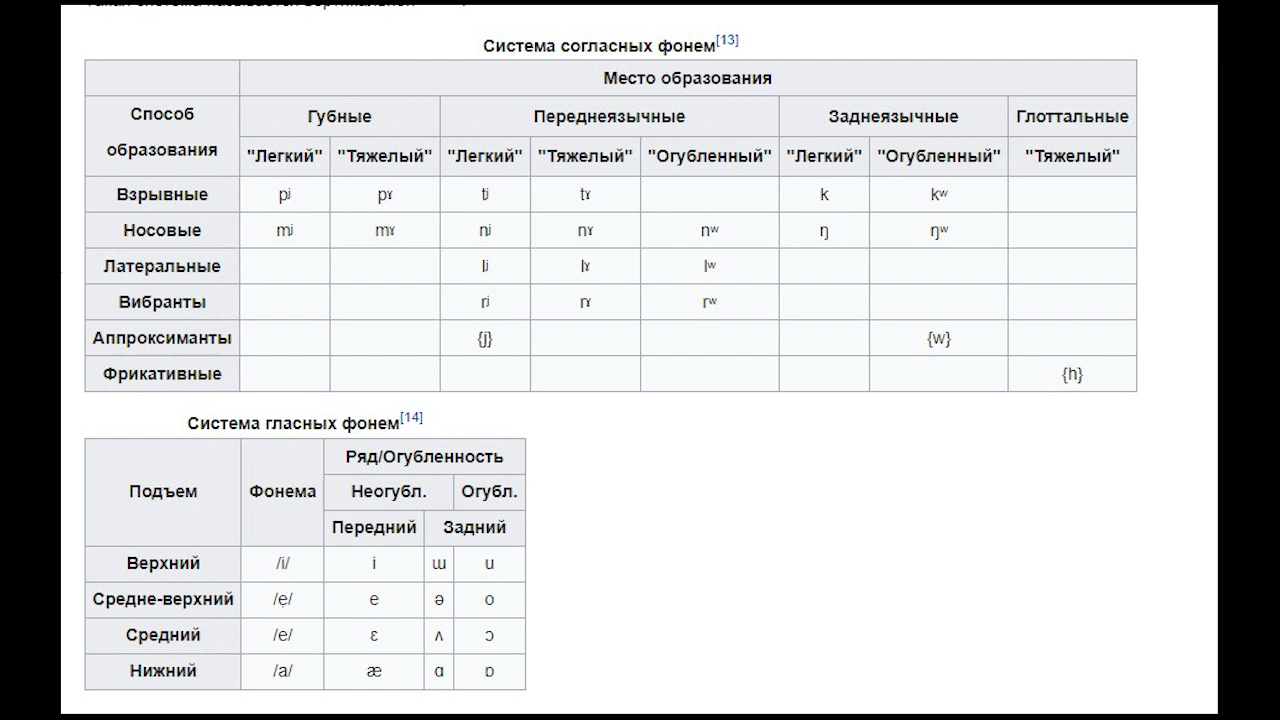 Система согласных фонем[13]
Место образования
Способ образования Губные Переднеязычные Заднеязычные Глоттальные
"Легкий" "Тяжелый" "Легкий" "Тяжелый" "Огубленный" "Легкий" "Огубленный" "Тяжелый"
Взрывные pʲ pˠ tʲ tˠ k kʷ
Носовые mʲ mˠ nʲ nˠ nʷ ŋ ŋʷ
Латеральные lʲ lˠ lʷ
Вибранты rʲ rˠ rʷ
Аппроксиманты {j} {w}
Фрикативные {h}
Система гласных фонем[14]
Подъем Фонема Ряд/Огубленность
Неогубл. Огубл.
Передний Задний
Верхний /i/ i ɯ u
Средне-верхний /ẹ/ e ə o
Средний /e/ ɛ ʌ ɔ
Нижний /a/ æ ɑ ɒ